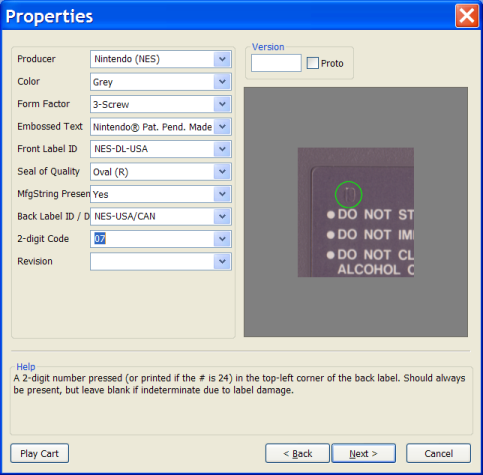 Properties
Producer Nintendo (NES)
Color Grey
Form Factor 3-Screw
Embossed Text Nintendo® Pat. Pend. Made
Front Label ID NES-DL-USA
Seal of Quality Oval (R)
MfgString Presen Yes
Back Label ID / D NES-USA/CAN
2-digit Code 07
Revision
Version
Proto
DO NOT ST
DO NOT IM
DO NOT CL
ALCOHOL
Help
A 2-digit number pressed (or printed if the # is 24) in the top-left corner of the back label. Should always
be present, but leave blank if indeterminate due to label damage.
Play Cart
< Back
Next >
Cancel